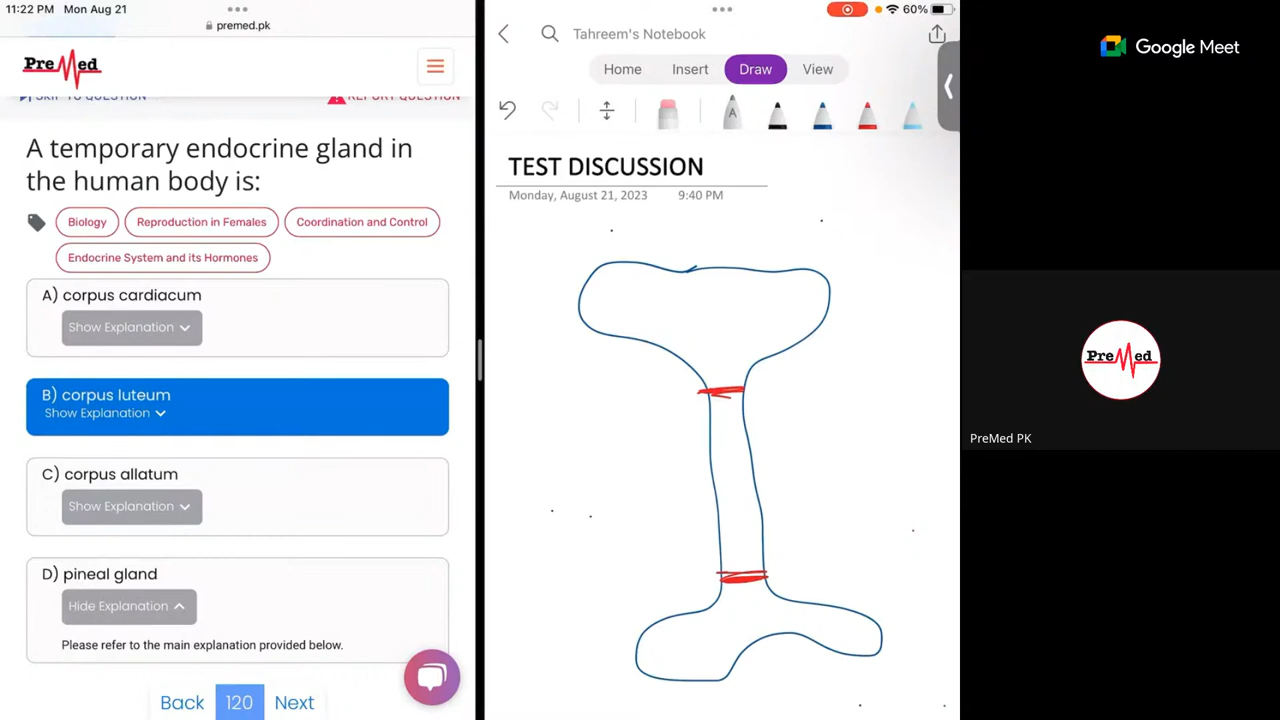 11:22 PM Mon Aug 21
premed.pk
PreMed
SKIP TO QUESTION
REPORT QUESTION
A temporary endocrine gland in
the human body is:
Biology
Reproduction in Females
Coordination and Control
Endocrine System and its Hormones
A) corpus cardiacum
Show Explanation
B) corpus luteum
Show Explanation
C) corpus allatum
Show Explanation
D) pineal gland
Hide Explanation
Please refer to the main explanation provided below.
Back 120 Next
60%
Tahreem's Notebook
Home Insert Draw View
A
TEST DISCUSSION
Monday, August 21, 2023 9:40 PM
Google Meet
PreMed
PreMed PK